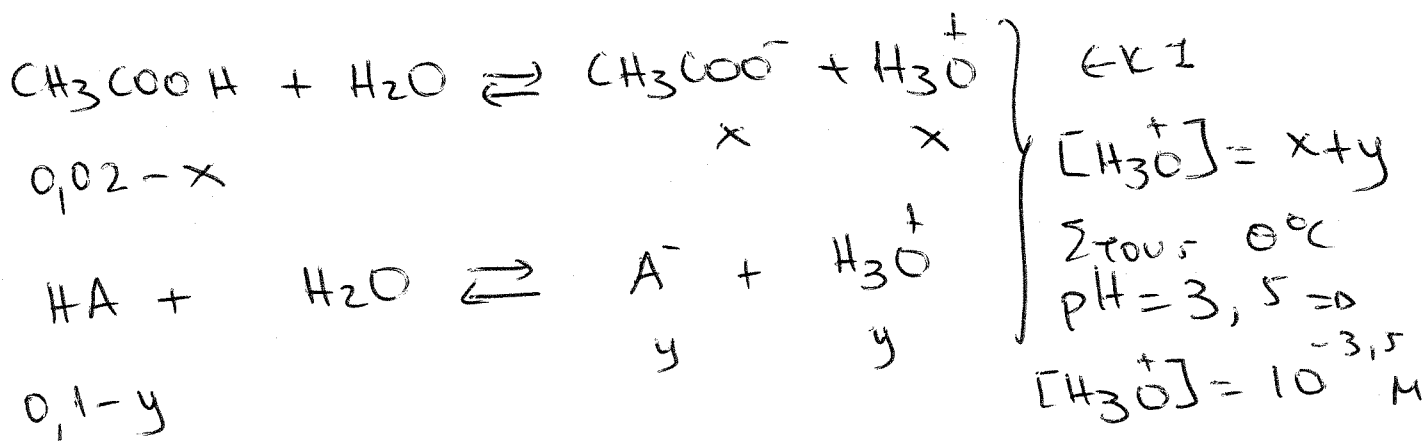 CH₃COOH + H₂O ⇌ CH₃COO⁻ + H₃O⁺
0,02 - x x x
HA + H₂O ⇌ A⁻ + H₃O⁺
0,1-y y y
ΕΚΙ
[H₃O⁺] = x+y
Στους θ°C
pH = 3,5 ⇒
[H₃O⁺] = 10⁻³,⁵ M